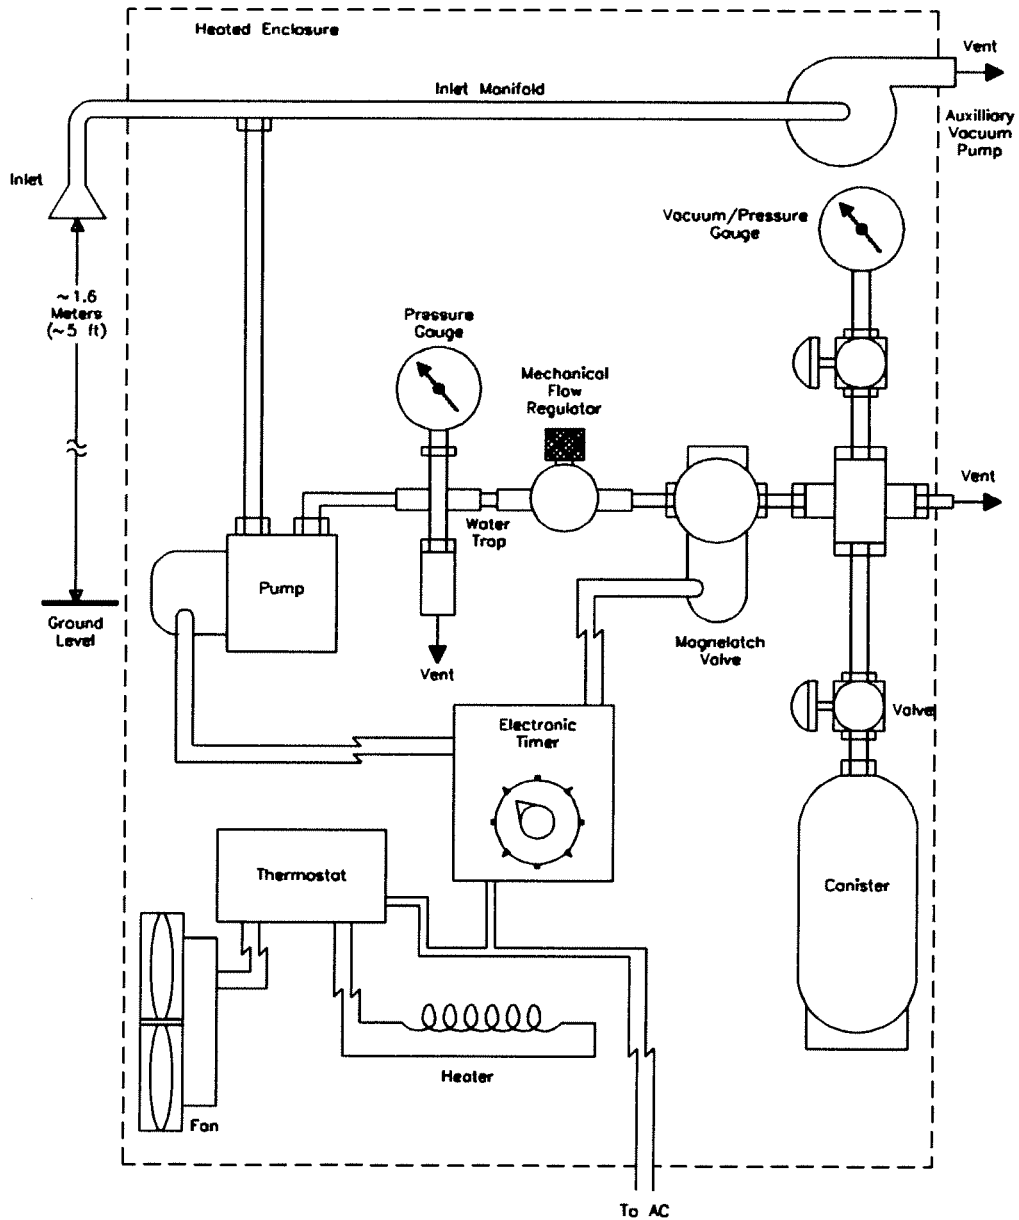 Heated Enclosure
Vent
Inlet Manifold
Auxilliary
Vacuum
Pump
Inlet
Vacuum/Pressure
Gauge
~1.6
Meters
(~5 ft)
Pressure
Gauge
Mechanical
Flow
Regulator
Vent
Water
Trap
Pump
Ground
Level
Vent
Magnelatch
Valve
Valve
Electronic
Timer
Thermostat
Canister
Heater
Fan
To AC